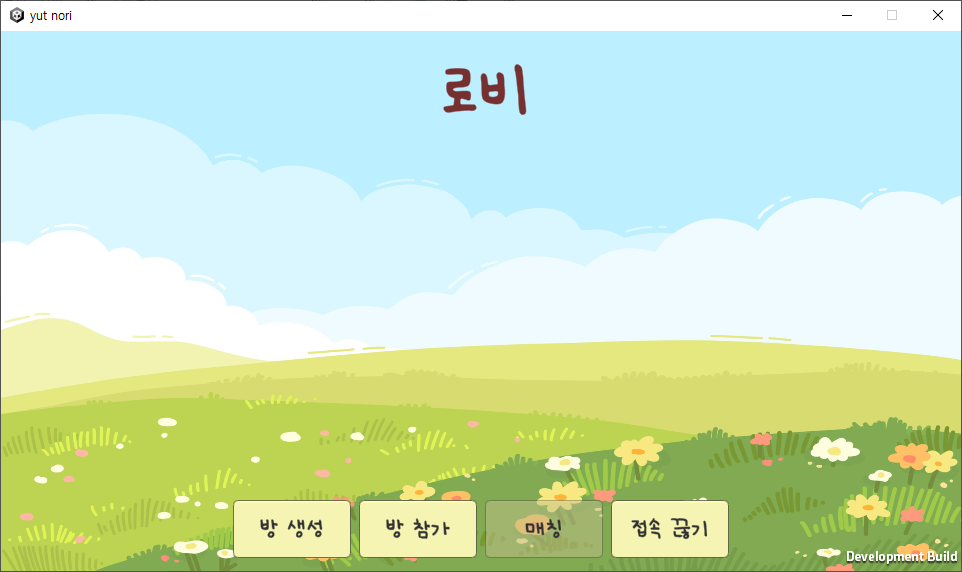 yut nori
로비
방 생성
방 참가
매칭
접속 끊기
Development Build